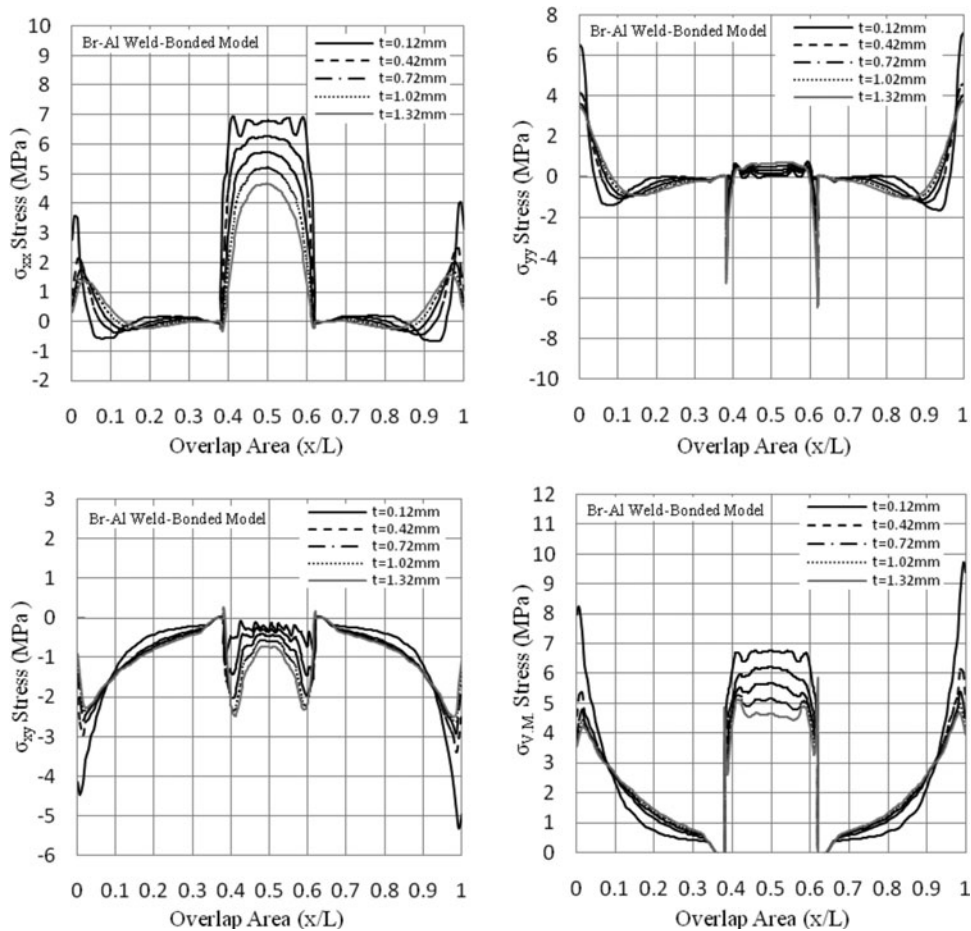 10
9
8
7
6
5
4
3
2
1
0
-1
-2
σxx Stress (MPa)
Br-Al Weld-Bonded Model
t=0.12mm
t=0.42mm
t=0.72mm
t=1.02mm
t=1.32mm
0 0.1 0.2 0.3 0.4 0.5 0.6 0.7 0.8 0.9 1
Overlap Area (x/L)
8
6
4
2
0
-2
-4
-6
-8
-10
σyy Stress (MPa)
Br-Al Weld-Bonded Model
t=0.12mm
t=0.42mm
t=0.72mm
t=1.02mm
t=1.32mm
0 0.1 0.2 0.3 0.4 0.5 0.6 0.7 0.8 0.9 1
Overlap Area (x/L)
3
2
1
0
-1
-2
-3
-4
-5
-6
σxy Stress (MPa)
Br-Al Weld-Bonded Model
t=0.12mm
t=0.42mm
t=0.72mm
t=1.02mm
t=1.32mm
0 0.1 0.2 0.3 0.4 0.5 0.6 0.7 0.8 0.9 1
Overlap Area (x/L)
12
11
10
9
8
7
6
5
4
3
2
1
0
σV.M. Stress (MPa)
Br-Al Weld-Bonded Model
t=0.12mm
t=0.42mm
t=0.72mm
t=1.02mm
t=1.32mm
0 0.1 0.2 0.3 0.4 0.5 0.6 0.7 0.8 0.9 1
Overlap Area (x/L)